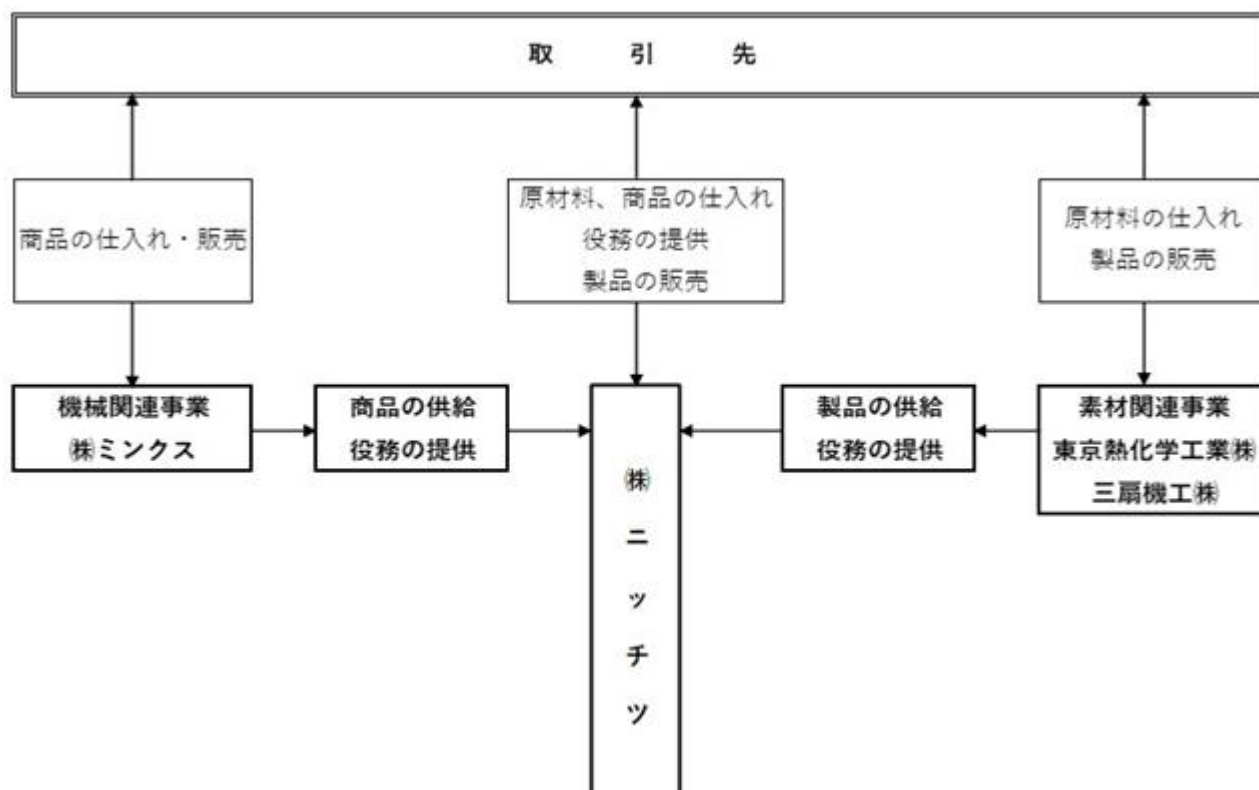 取引先
商品の仕入れ・販売
原材料、商品の仕入れ
役務の提供
製品の販売
原材料の仕入れ
製品の販売
機械関連事業
㈱ミンクス
商品の供給
役務の提供
㈱ニッチツ
製品の供給
役務の提供
素材関連事業
東京熱化学工業㈱
三扇機工㈱